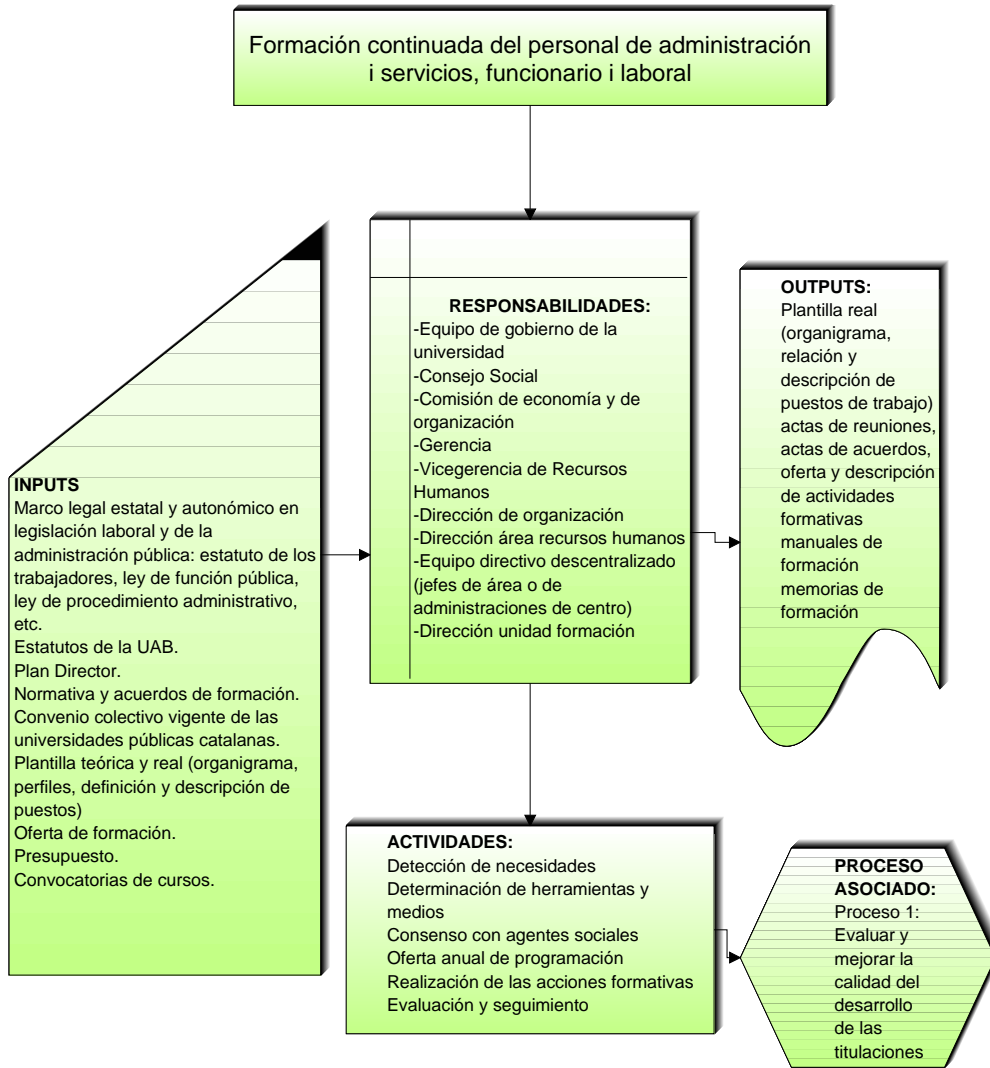 Formación continuada del personal de administración
i servicios, funcionario i laboral
INPUTS
Marco legal estatal y autonómico en
legislación laboral y de la
administración pública: estatuto de los
trabajadores, ley de función pública,
ley de procedimiento administrativo,
etc.
Estatutos de la UAB.
Plan Director.
Normativa y acuerdos de formación.
Convenio colectivo vigente de las
universidades públicas catalanas.
Plantilla teórica y real (organigrama,
perfiles, definición y descripción de
puestos)
Oferta de formación.
Presupuesto.
Convocatorias de cursos.
RESPONSABILIDADES:
-Equipo de gobierno de la
universidad
-Consejo Social
-Comisión de economía y de
organización
-Gerencia
-Vicegerencia de Recursos
Humanos
-Dirección de organización
-Dirección área recursos humanos
-Equipo directivo descentralizado
(jefes de área o de
administraciones de centro)
-Dirección unidad formación
OUTPUTS:
Plantilla real
(organigrama,
relación y
descripción de
puestos de trabajo)
actas de reuniones,
actas de acuerdos,
oferta y descripción
de actividades
formativas
manuales de
formación
memorias de
formación
ACTIVIDADES:
Detección de necesidades
Determinación de herramientas y
medios
Consenso con agentes sociales
Oferta anual de programación
Realización de las acciones formativas
Evaluación y seguimiento
PROCESO
ASOCIADO:
Proceso 1:
Evaluar y
mejorar la
calidad del
desarrollo
de las
titulaciones